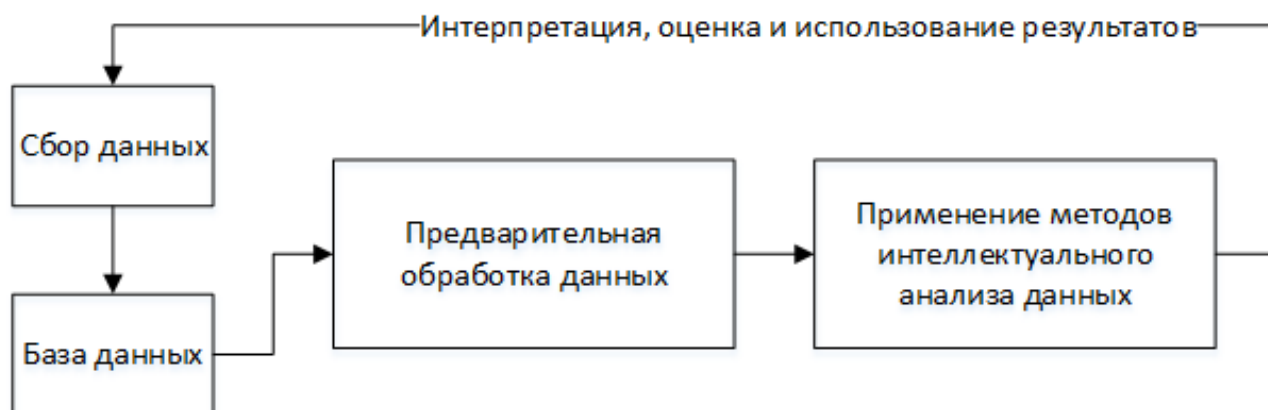 Интерпретация, оценка и использование результатов
Сбор данных
База данных
Предварительная
обработка данных
Применение методов
интеллектуального
анализа данных